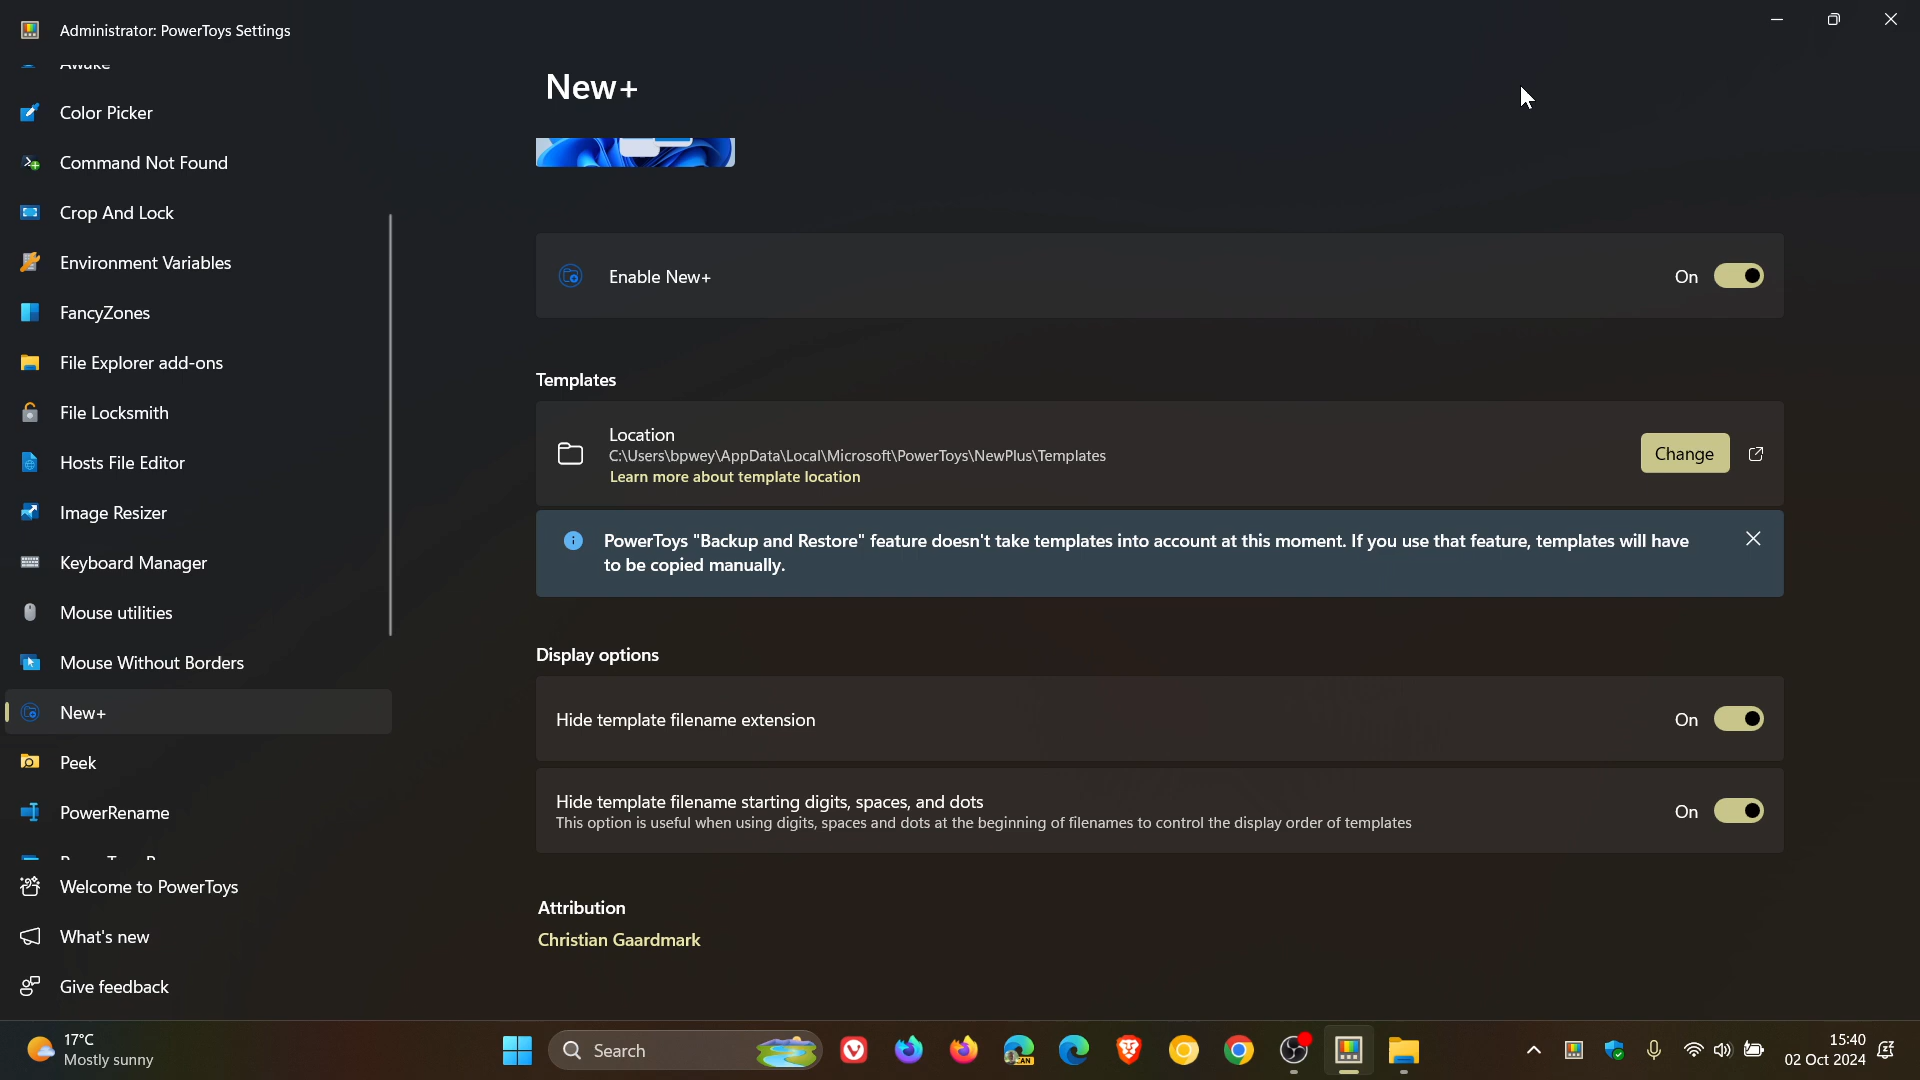 Administrator: PowerToys Settings
Awake
Color Picker
Command Not Found
Crop And Lock
Environment Variables
FancyZones
File Explorer add-ons
File Locksmith
Hosts File Editor
Image Resizer
Keyboard Manager
Mouse utilities
Mouse Without Borders
New+
Peek
PowerRename
Welcome to PowerToys
What's new
Give feedback
New+
Enable New+
On
Templates
Location
C:\Users\bpwey\AppData\Local\Microsoft\PowerToys\NewPlus\Templates
Learn more about template location
Change
PowerToys "Backup and Restore" feature doesn't take templates into account at this moment. If you use that feature, templates will have
to be copied manually.
Display options
Hide template filename extension
On
Hide template filename starting digits, spaces, and dots
This option is useful when using digits, spaces and dots at the beginning of filenames to control the display order of templates
On
Attribution
Christian Gaardmark
17°C
Mostly sunny
Search
CAN
15:40
02 Oct 2024